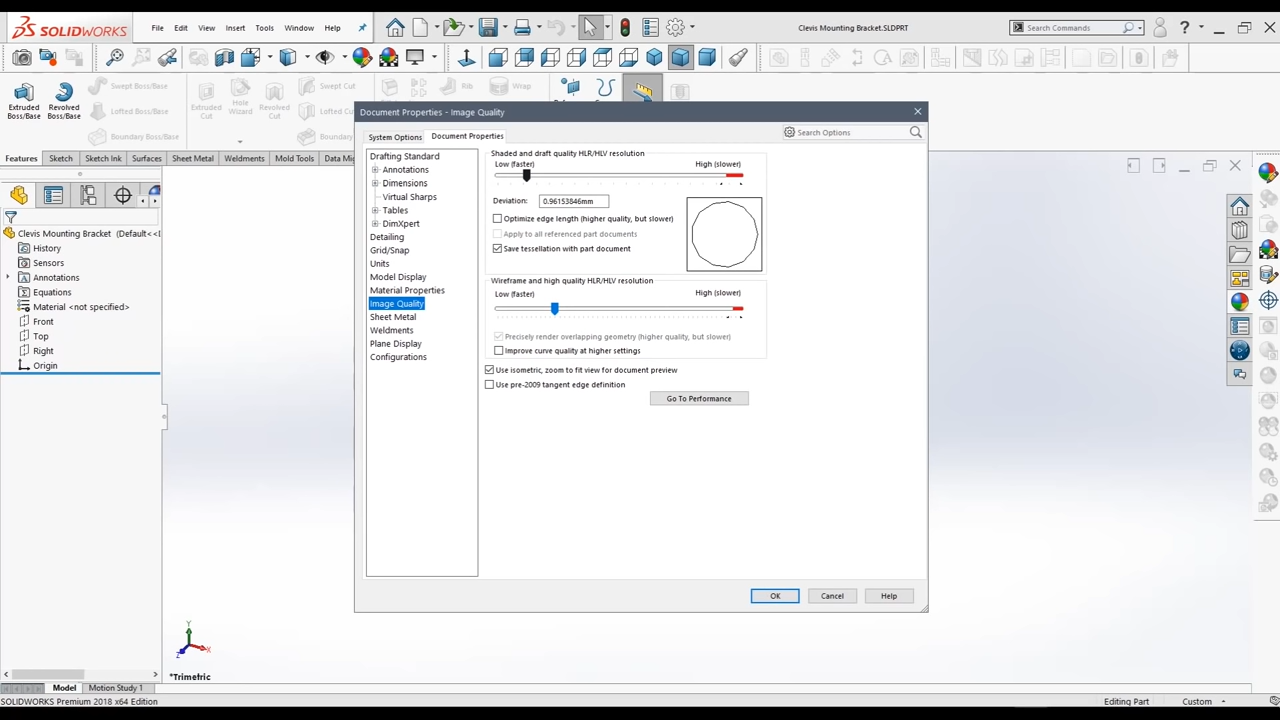 SOLIDWORKS File Edit View Insert Tools Window Help Clevis Mounting Bracket.SLDPRT Search Commands ?
Extruded Boss/Base
Revolved Boss/Base
Swept Boss/Base
Lofted Boss/Base
Boundary Boss/Base
Extruded Cut
Hole Wizard
Revolved Cut
Swept Cut
Rib
Wrap
Features Sketch Sketch Ink Surfaces Sheet Metal Weldments Mold Tools
Clevis Mounting Bracket (Default<<D
History
Sensors
Annotations
Equations
Material <not specified>
Front
Top
Right
Origin
Document Properties - Image Quality
System Options Document Properties Search Options
Drafting Standard
Annotations
Dimensions
Virtual Sharps
Tables
DimXpert
Detailing
Grid/Snap
Units
Model Display
Material Properties
Image Quality
Sheet Metal
Weldments
Plane Display
Configurations
Shaded and draft quality HLR/HLV resolution
Low (faster) High (slower)
Deviation: 0.96153846mm
Optimize edge length (higher quality, but slower)
Apply to all referenced part documents
Save tessellation with part document
Wireframe and high quality HLR/HLV resolution
Low (faster) High (slower)
Precisely render overlapping geometry (higher quality, but slower)
Improve curve quality at higher settings
Use isometric, zoom to fit view for document preview
Use pre-2009 tangent edge definition
Go To Performance
OK Cancel Help
Y
X
Z
*Trimetric
Model Motion Study 1
SOLIDWORKS Premium 2018 x64 Edition Editing Part Custom